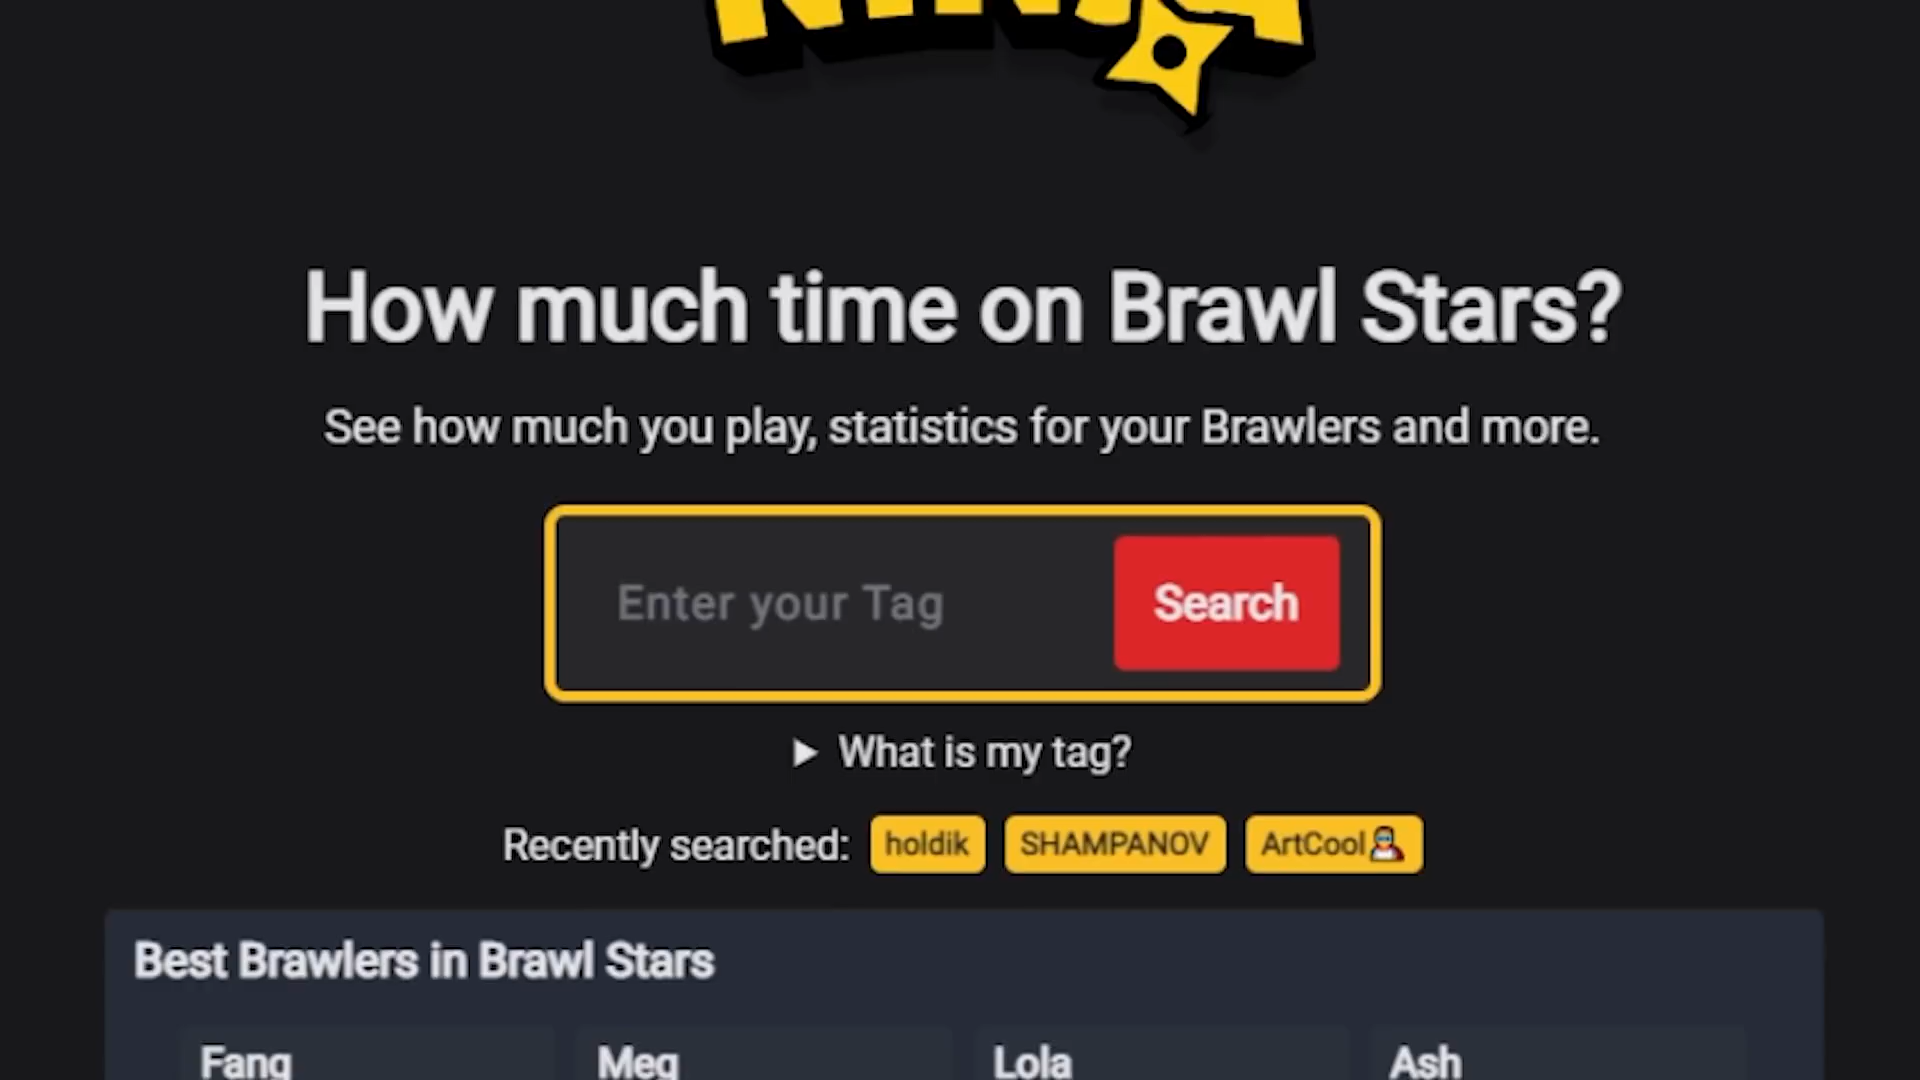 NINJA
How much time on Brawl Stars?
See how much you play, statistics for your Brawlers and more.
Enter your Tag
Search
▶ What is my tag?
Recently searched: holdik SHAMPANOV ArtCool
Best Brawlers in Brawl Stars
Fang Meg Lola Ash